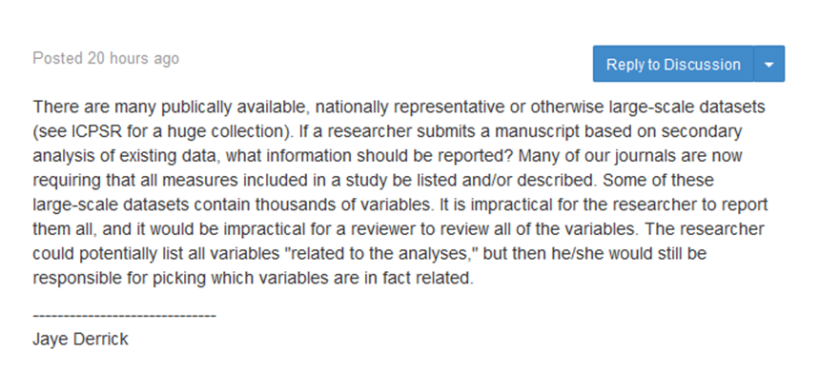 Posted 20 hours ago
Reply to Discussion
There are many publically available, nationally representative or otherwise large-scale datasets
(see ICPSR for a huge collection). If a researcher submits a manuscript based on secondary
analysis of existing data, what information should be reported? Many of our journals are now
requiring that all measures included in a study be listed and/or described. Some of these
large-scale datasets contain thousands of variables. It is impractical for the researcher to report
them all, and it would be impractical for a reviewer to review all of the variables. The researcher
could potentially list all variables "related to the analyses," but then he/she would still be
responsible for picking which variables are in fact related.
------------------------------
Jaye Derrick